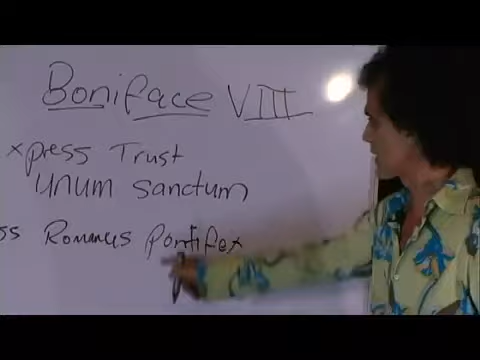 Boniface VIII
xpress Trust
unum sanctum
ss Romanus Pontifex